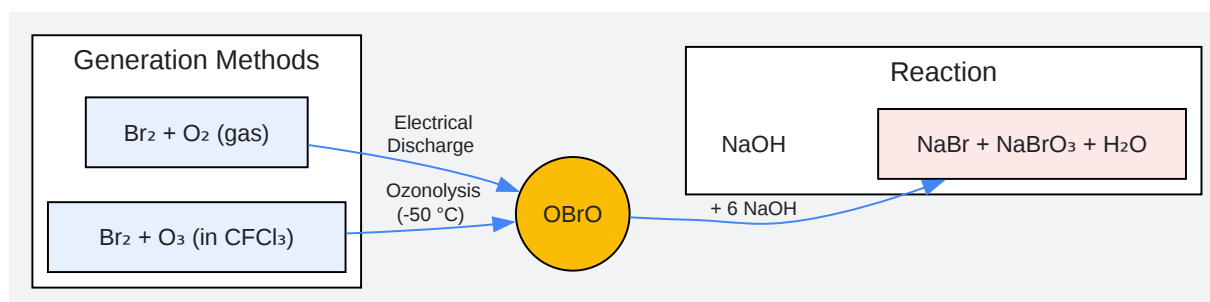 Generation Methods
Br₂ + O₂ (gas)
Br₂ + O₃ (in CFCl₃)
Electrical
Discharge
Ozonolysis
(-50 °C)
OBrO
+ 6 NaOH
Reaction
NaOH
NaBr + NaBrO₃ + H₂O